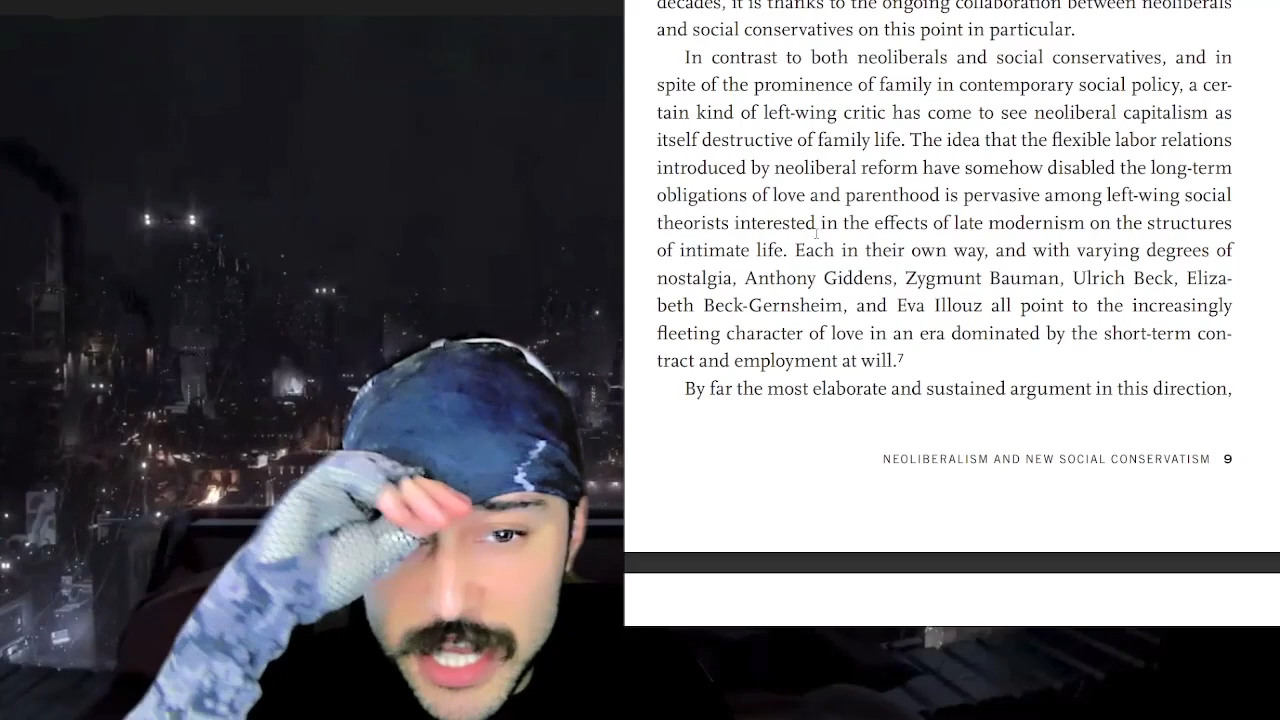 decades, it is thanks to the ongoing collaboration between neoliberals
and social conservatives on this point in particular.
In contrast to both neoliberals and social conservatives, and in
spite of the prominence of family in contemporary social policy, a cer-
tain kind of left-wing critic has come to see neoliberal capitalism as
itself destructive of family life. The idea that the flexible labor relations
introduced by neoliberal reform have somehow disabled the long-term
obligations of love and parenthood is pervasive among left-wing social
theorists interested in the effects of late modernism on the structures
of intimate life. Each in their own way, and with varying degrees of
nostalgia, Anthony Giddens, Zygmunt Bauman, Ulrich Beck, Eliza-
beth Beck-Gernsheim, and Eva Illouz all point to the increasingly
fleeting character of love in an era dominated by the short-term con-
tract and employment at will.⁷
By far the most elaborate and sustained argument in this direction,
NEOLIBERALISM AND NEW SOCIAL CONSERVATISM 9